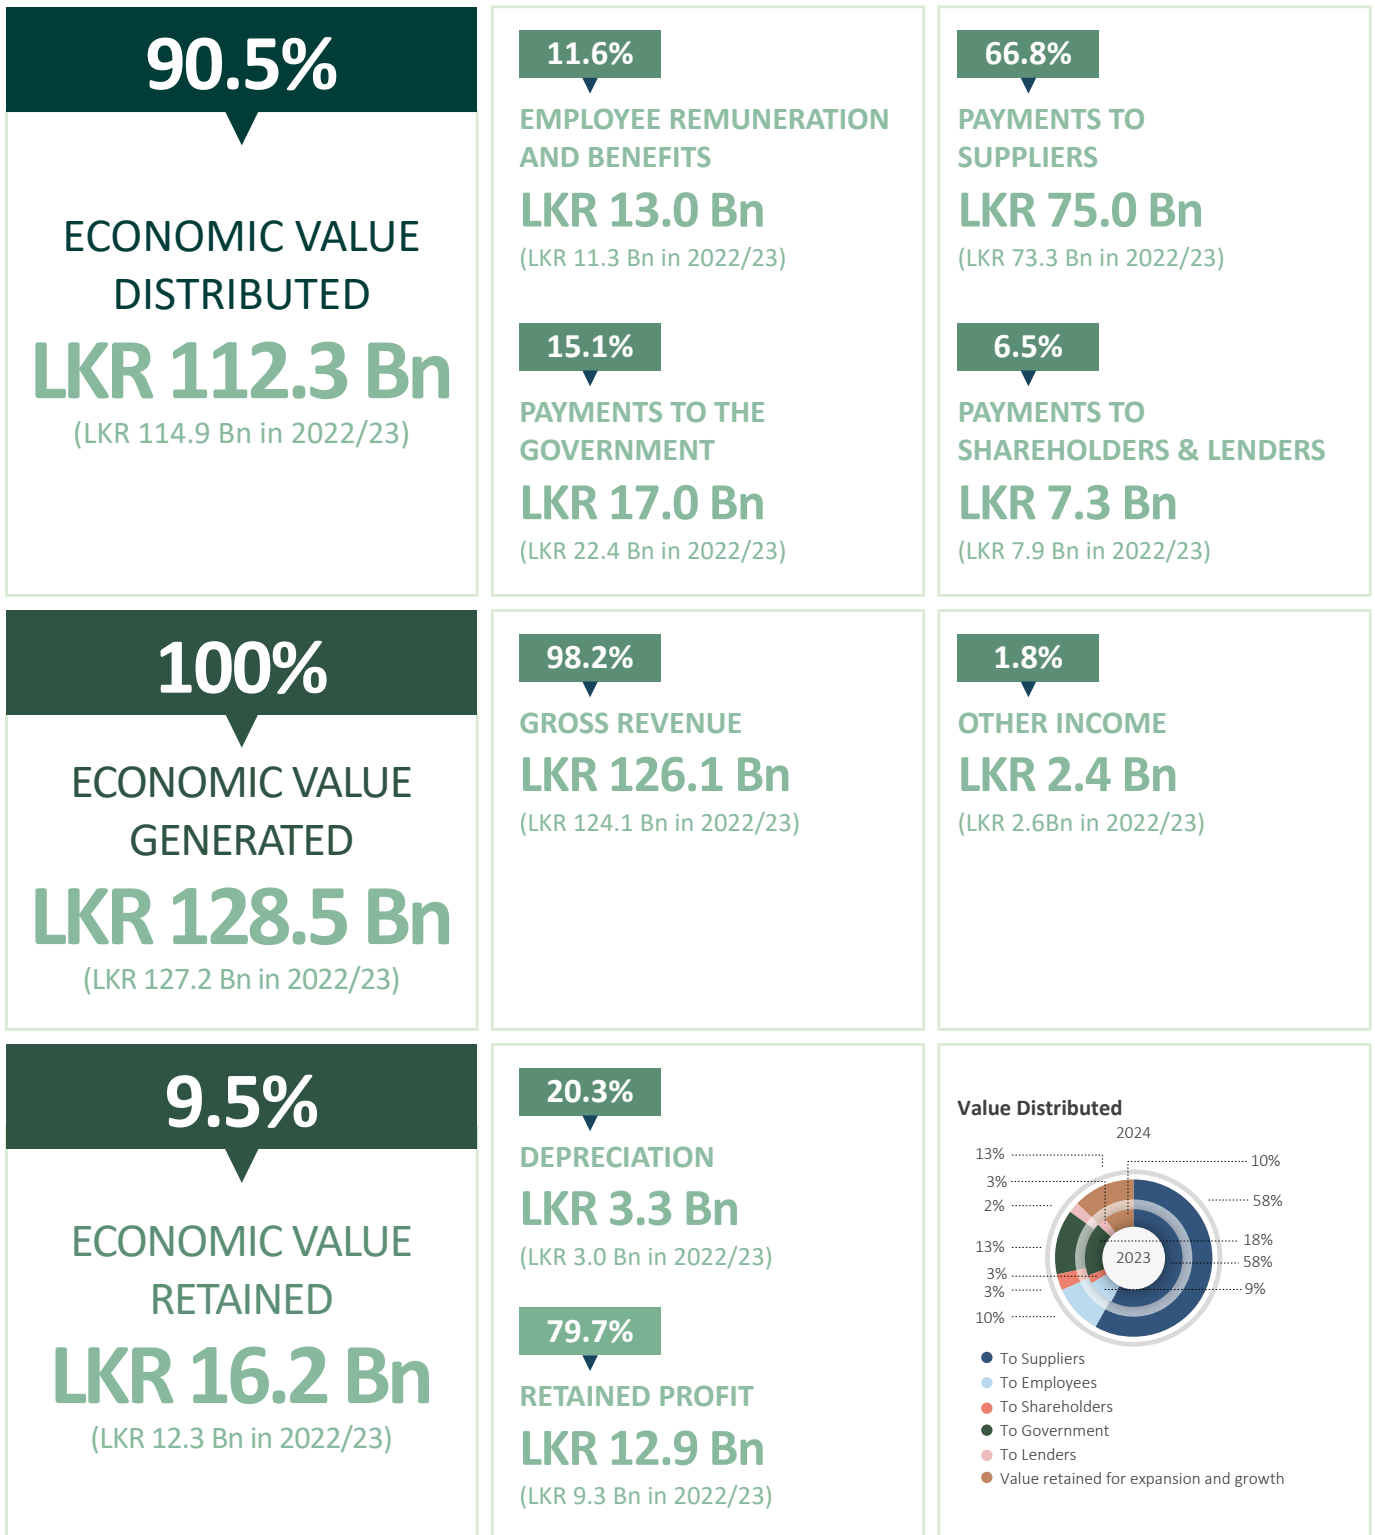 90.5%
ECONOMIC VALUE
DISTRIBUTED
LKR 112.3 Bn
(LKR 114.9 Bn in 2022/23)
11.6%
EMPLOYEE REMUNERATION
AND BENEFITS
LKR 13.0 Bn
(LKR 11.3 Bn in 2022/23)
66.8%
PAYMENTS TO
SUPPLIERS
LKR 75.0 Bn
(LKR 73.3 Bn in 2022/23)
15.1%
PAYMENTS TO THE
GOVERNMENT
LKR 17.0 Bn
(LKR 22.4 Bn in 2022/23)
6.5%
PAYMENTS TO
SHAREHOLDERS & LENDERS
LKR 7.3 Bn
(LKR 7.9 Bn in 2022/23)
100%
ECONOMIC VALUE
GENERATED
LKR 128.5 Bn
(LKR 127.2 Bn in 2022/23)
98.2%
GROSS REVENUE
LKR 126.1 Bn
(LKR 124.1 Bn in 2022/23)
1.8%
OTHER INCOME
LKR 2.4 Bn
(LKR 2.6Bn in 2022/23)
9.5%
ECONOMIC VALUE
RETAINED
LKR 16.2 Bn
(LKR 12.3 Bn in 2022/23)
20.3%
DEPRECIATION
LKR 3.3 Bn
(LKR 3.0 Bn in 2022/23)
79.7%
RETAINED PROFIT
LKR 12.9 Bn
(LKR 9.3 Bn in 2022/23)
Value Distributed
2024
13%
3%
2%
13%
3%
3%
10%
2023
10%
58%
18%
58%
9%
To Suppliers
To Employees
To Shareholders
To Government
To Lenders
Value retained for expansion and growth